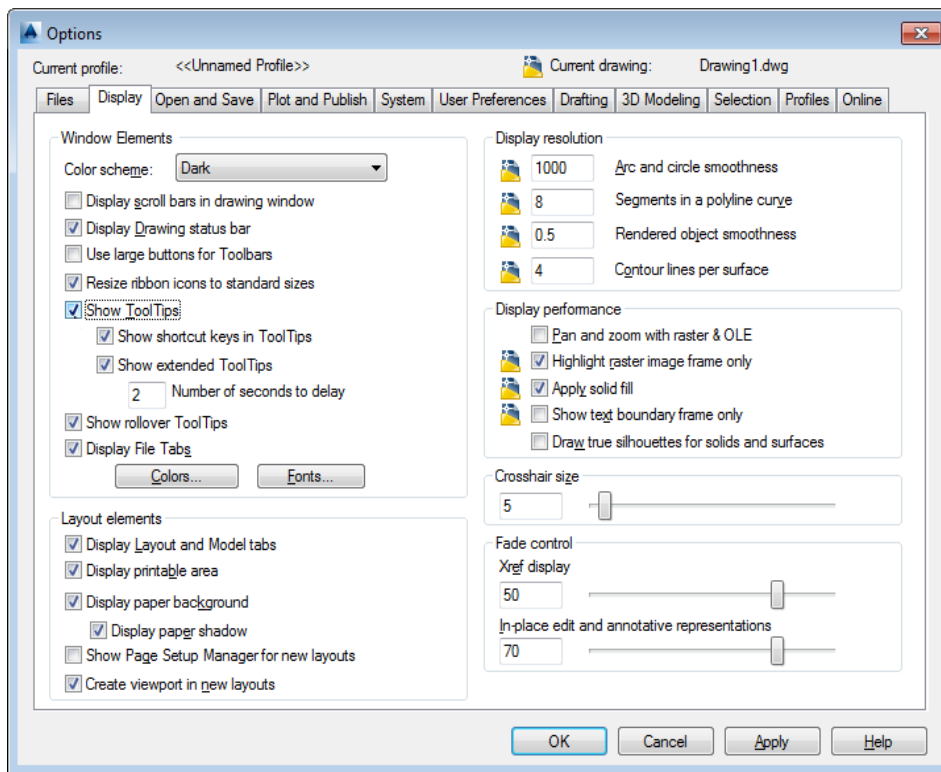 Options
Current profile: <<Unnamed Profile>> Current drawing: Drawing1.dwg
Files Display Open and Save Plot and Publish System User Preferences Drafting 3D Modeling Selection Profiles Online
Window Elements
Color scheme: Dark
Display scroll bars in drawing window
Display Drawing status bar
Use large buttons for Toolbars
Resize ribbon icons to standard sizes
Show ToolTips
Show shortcut keys in ToolTips
Show extended ToolTips
2 Number of seconds to delay
Show rollover ToolTips
Display File Tabs
Colors... Fonts...
Layout elements
Display Layout and Model tabs
Display printable area
Display paper background
Display paper shadow
Show Page Setup Manager for new layouts
Create viewport in new layouts
Display resolution
1000 Arc and circle smoothness
8 Segments in a polyline curve
0.5 Rendered object smoothness
4 Contour lines per surface
Display performance
Pan and zoom with raster & OLE
Highlight raster image frame only
Apply solid fill
Show text boundary frame only
Draw true silhouettes for solids and surfaces
Crosshair size
5
Fade control
Xref display
50
In-place edit and annotative representations
70
OK Cancel Apply Help